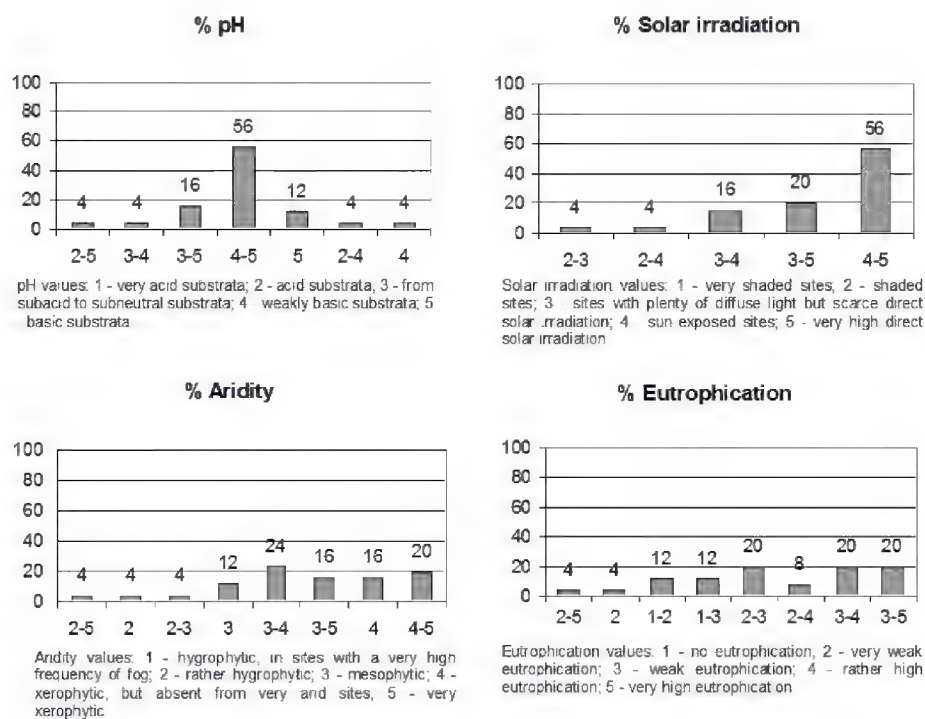 % pH
100
80
60
40
20
0
4 4 16 56 12 4 4
2-5 3-4 3-5 4-5 5 2-4 4
pH values: 1 - very acid substrata; 2 - acid substrata, 3 - from
subacid to subneutral substrata; 4 - weakly basic substrata; 5
basic substrata
% Solar irradiation
100
80
60
40
20
0
4 4 16 20 56
2-3 2-4 3-4 3-5 4-5
Solar irradiation values: 1 - very shaded sites; 2 - shaded
sites; 3 - sites with plenty of diffuse light but scarce direct
solar irradiation; 4 sun exposed sites; 5 - very high direct
solar irradiation
% Aridity
100
80
60
40
20
0
4 4 4 12 24 16 16 20
2-5 2 2-3 3 3-4 3-5 4 4-5
Aridity values: 1 - hygrophytic, in sites with a very high
frequency of fog; 2 - rather hygrophytic; 3 - mesophytic; 4 -
xerophytic, but absent from very arid sites, 5 - very
xerophytic
% Eutrophication
100
80
60
40
20
0
4 4 12 12 20 8 20 20
2-5 2 1-2 1-3 2-3 2-4 3-4 3-5
Eutrophication values: 1 - no eutrophication, 2 - very weak
eutrophication; 3 - weak eutrophication; 4 - rather high
eutrophication; 5 - very high eutrophication